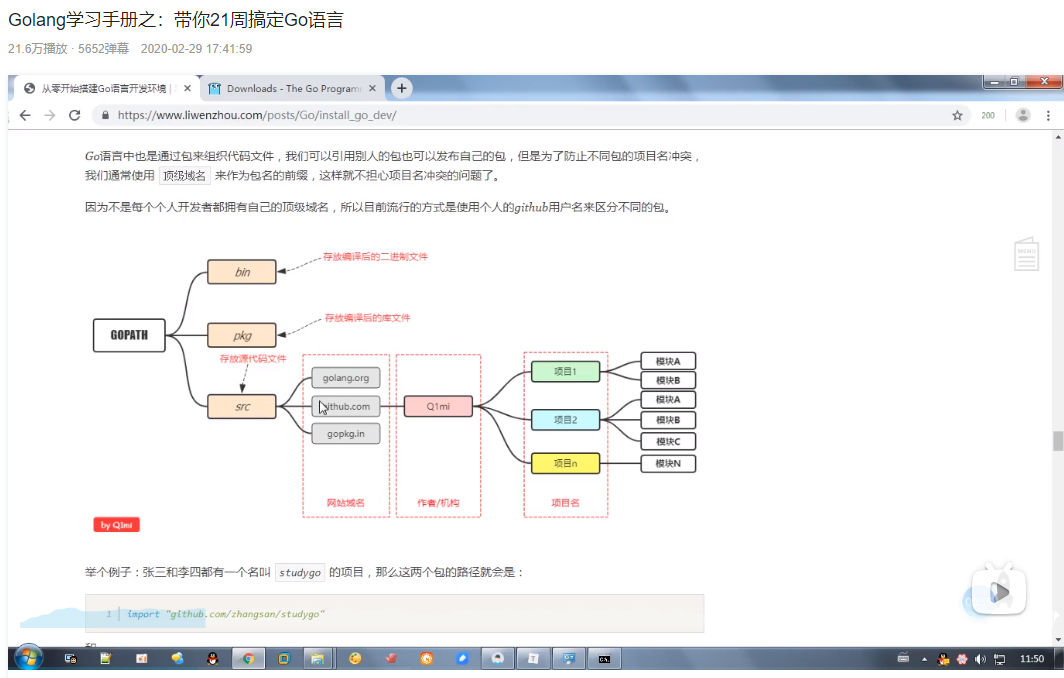 Golang学习手册之：带你21周搞定Go语言
21.6万播放 · 5652弹幕 2020-02-29 17:41:59
从零开始搭建Go语言开发环境 |
Downloads - The Go Programm
https://www.liwenzhou.com/posts/Go/install_go_dev/
200
Go语言中也是通过包来组织代码文件，我们可以引用别人的包也可以发布自己的包，但是为了防止不同包的项目名冲突，
我们通常使用 顶级域名 来作为包名的前缀，这样就不担心项目名冲突的问题了。
因为不是每个个人开发者都拥有自己的顶级域名，所以目前流行的方式是使用个人的github用户名来区分不同的包。
MENU
存放编译后的二进制文件
bin
存放编译后的库文件
GOPATH
pkg
存放源代码文件
src
golang.org
github.com
gopkg.in
网站域名
Q1mi
作者/机构
项目1
项目2
项目n
项目名
模块A
模块B
模块A
模块B
模块C
模块N
by Q1mi
举个例子：张三和李四都有一个名叫 studygo 的项目，那么这两个包的路径就会是：
1 import "github.com/zhangsan/studygo"
11:50